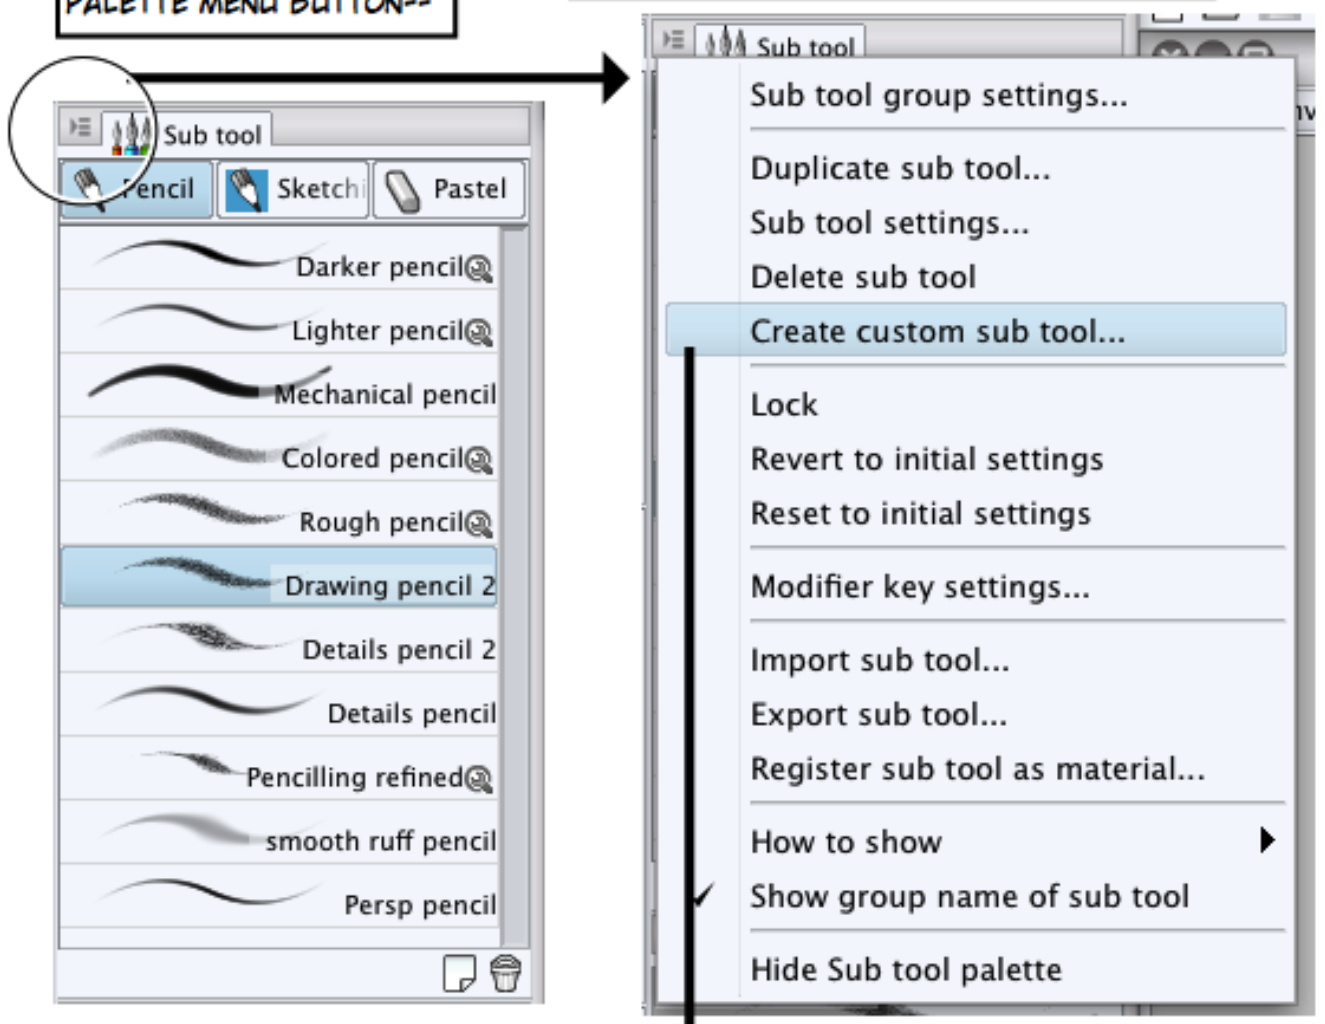 PALETTE MENU BUTTON--
Sub tool
Pencil
Sketchi
Pastel
Darker pencil
Lighter pencil
Mechanical pencil
Colored pencil
Rough pencil
Drawing pencil 2
Details pencil 2
Details pencil
Pencilling refined
smooth ruff pencil
Persp pencil
Sub tool
Sub tool group settings...
Duplicate sub tool...
Sub tool settings...
Delete sub tool
Create custom sub tool...
Lock
Revert to initial settings
Reset to initial settings
Modifier key settings...
Import sub tool...
Export sub tool...
Register sub tool as material...
How to show
Show group name of sub tool
Hide Sub tool palette